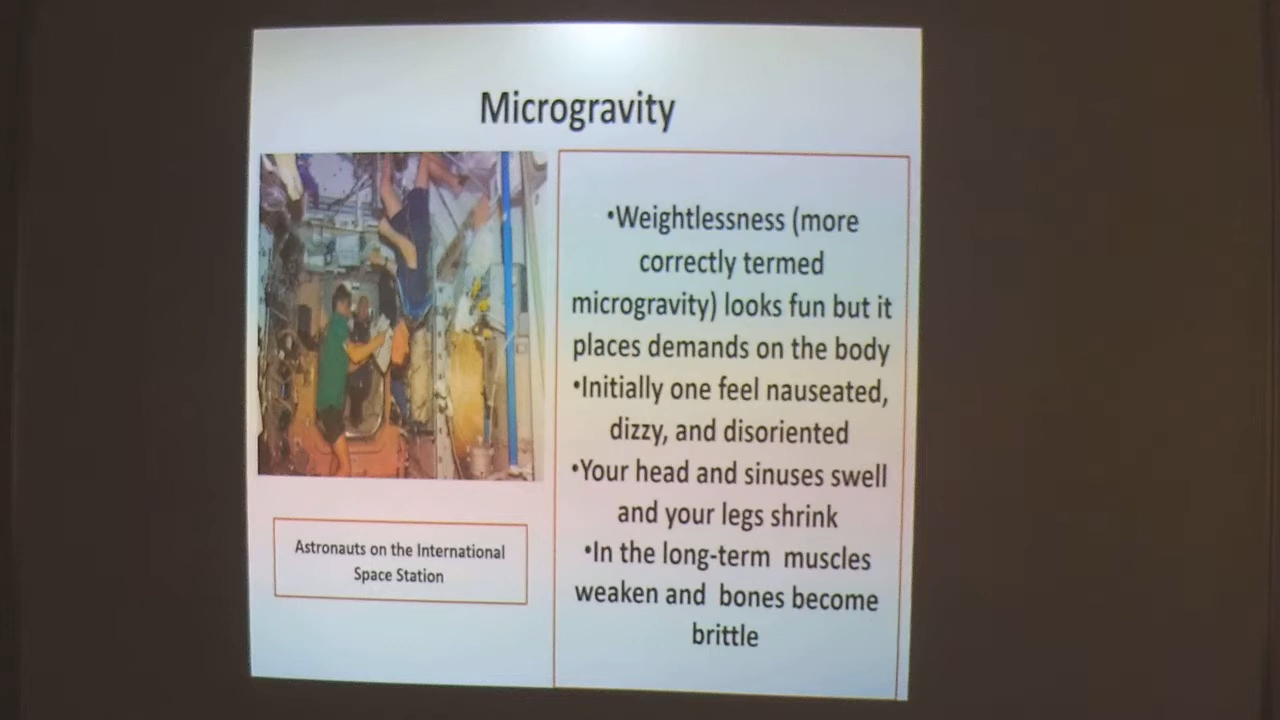 Microgravity
•Weightlessness (more
correctly termed
microgravity) looks fun but it
places demands on the body
•Initially one feel nauseated,
dizzy, and disoriented
•Your head and sinuses swell
and your legs shrink
•In the long-term muscles
weaken and bones become
brittle
Astronauts on the International
Space Station